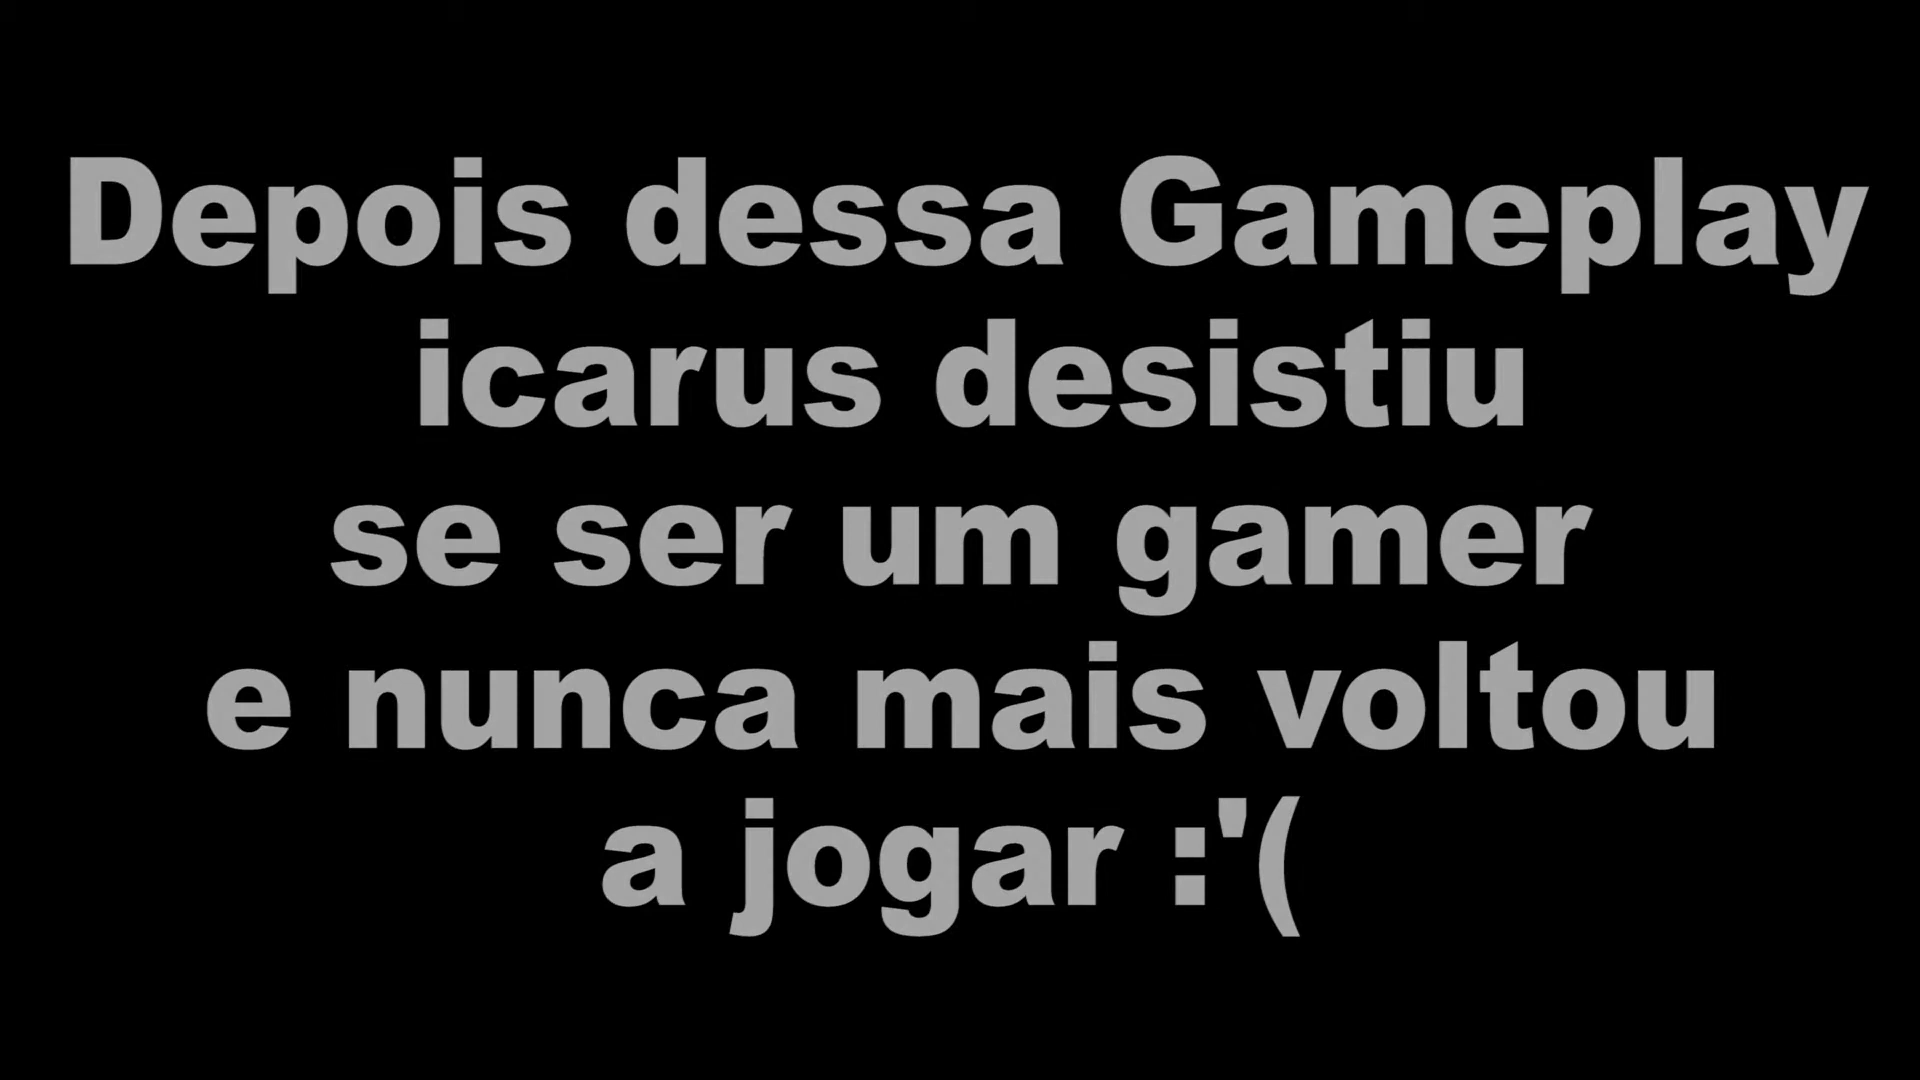 Depois dessa Gameplay
icarus desistiu
se ser um gamer
e nunca mais voltou
a jogar :'(